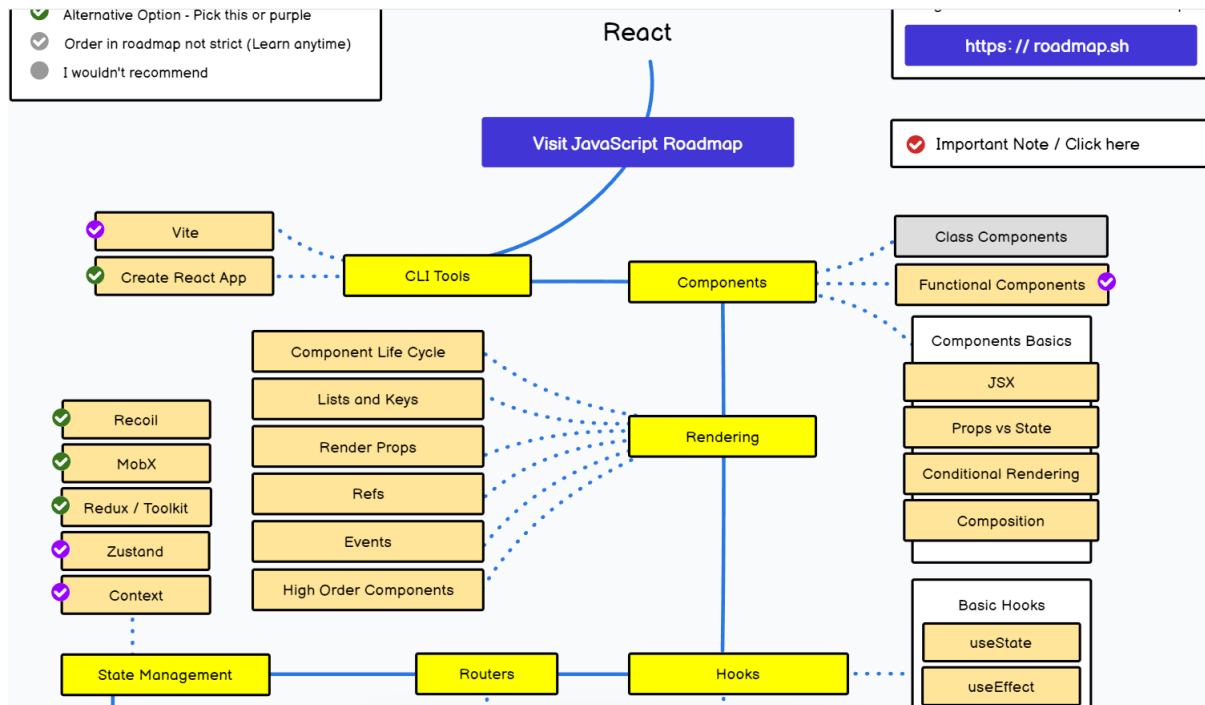 Alternative Option - Pick this or purple
Order in roadmap not strict (Learn anytime)
I wouldn't recommend
React
https://roadmap.sh
Visit JavaScript Roadmap
Important Note / Click here
Vite
Create React App
CLI Tools
Components
Class Components
Functional Components
Components Basics
JSX
Props vs State
Conditional Rendering
Composition
Component Life Cycle
Lists and Keys
Render Props
Refs
Events
High Order Components
Rendering
Recoil
MobX
Redux / Toolkit
Zustand
Context
State Management
Routers
Hooks
Basic Hooks
useState
useEffect